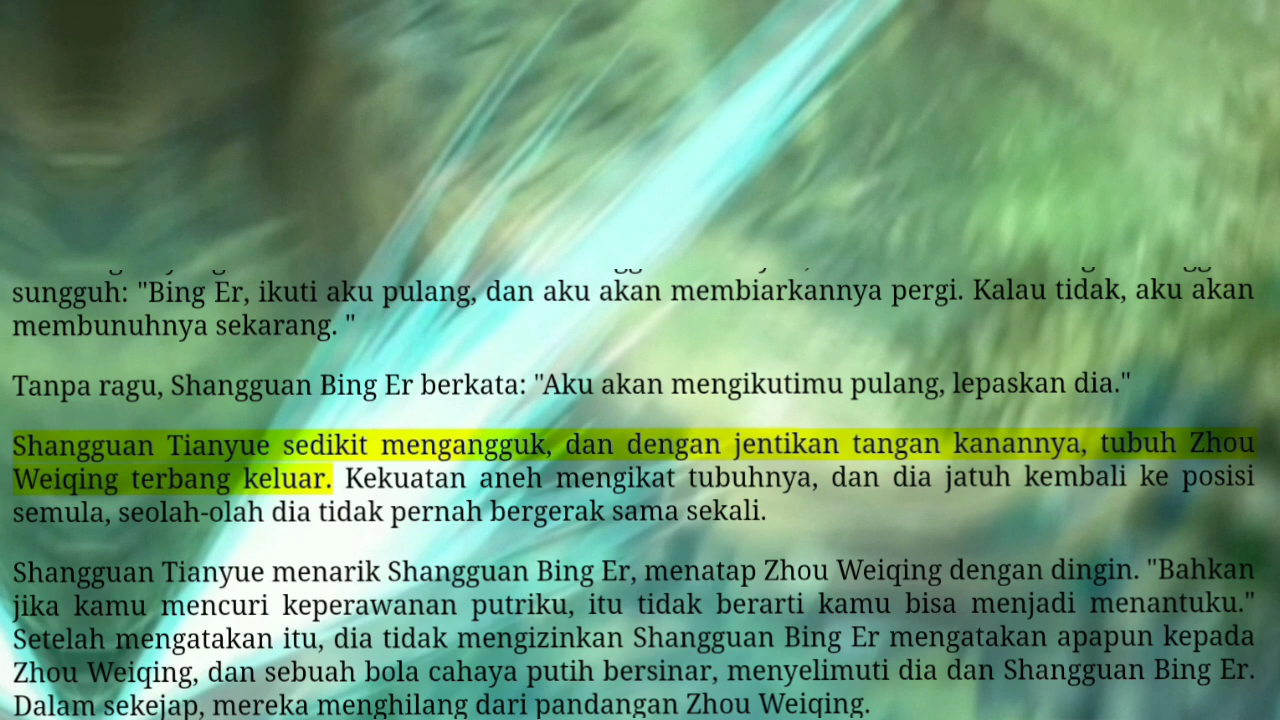 sungguh: "Bing Er, ikuti aku pulang, dan aku akan membiarkannya pergi. Kalau tidak, aku akan
membunuhnya sekarang. "
Tanpa ragu, Shangguan Bing Er berkata: "Aku akan mengikutimu pulang, lepaskan dia."
Shangguan Tianyue sedikit mengangguk, dan dengan jentikan tangan kanannya, tubuh Zhou
Weiqing terbang keluar. Kekuatan aneh mengikat tubuhnya, dan dia jatuh kembali ke posisi
semula, seolah-olah dia tidak pernah bergerak sama sekali.
Shangguan Tianyue menarik Shangguan Bing Er, menatap Zhou Weiqing dengan dingin. "Bahkan
jika kamu mencuri keperawanan putriku, itu tidak berarti kamu bisa menjadi menantuku."
Setelah mengatakan itu, dia tidak mengizinkan Shangguan Bing Er mengatakan apapun kepada
Zhou Weiqing, dan sebuah bola cahaya putih bersinar, menyelimuti dia dan Shangguan Bing Er.
Dalam sekejap, mereka menghilang dari pandangan Zhou Weiqing.